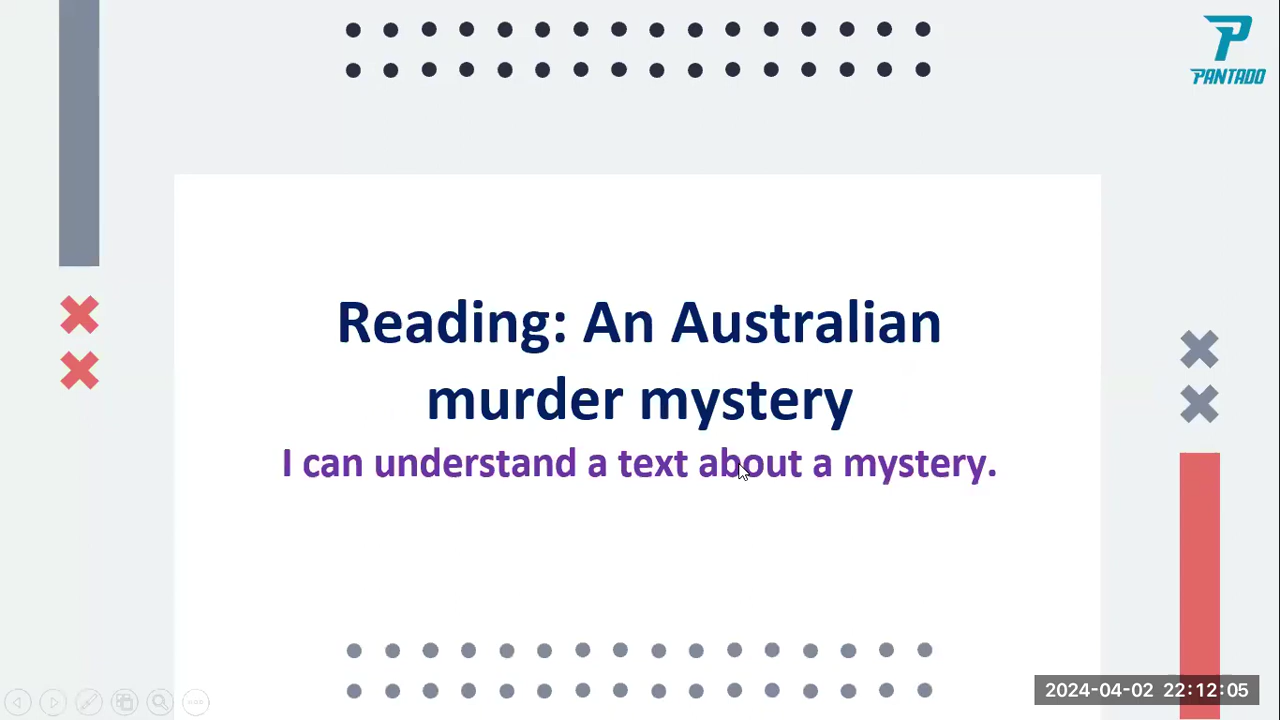 PANTADO
Reading: An Australian
murder mystery
I can understand a text about a mystery.
2024-04-02 22:12:05